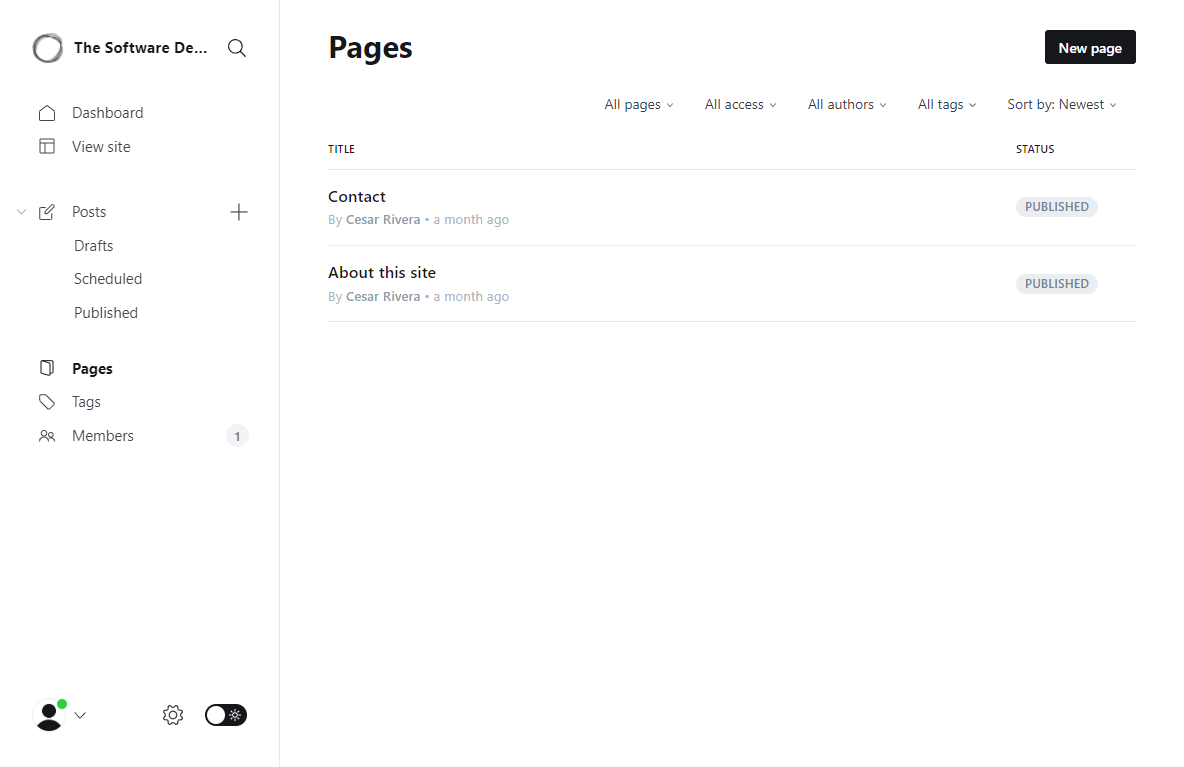 The Software De...
Dashboard
View site
Posts
Drafts
Scheduled
Published
Pages
Tags
Members 1
Pages
New page
All pages All access All authors All tags Sort by: Newest
TITLE STATUS
Contact
By Cesar Rivera • a month ago
PUBLISHED
About this site
By Cesar Rivera • a month ago
PUBLISHED